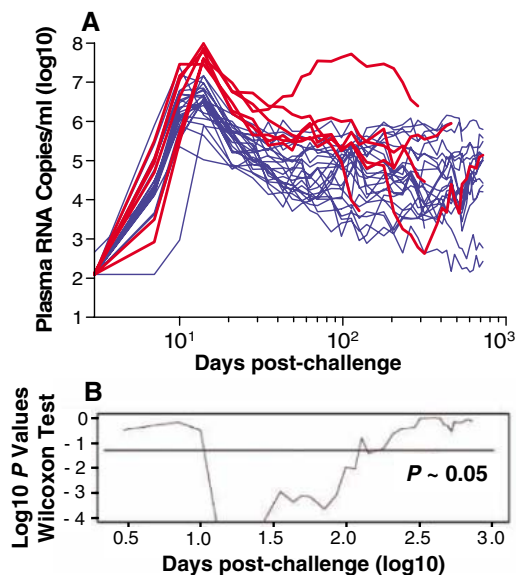 A
Plasma RNA Copies/ml (log10)
8
7
6
5
4
3
2
1
10¹ 10² 10³
Days post-challenge
B
Log10 P Values
Wilcoxon Test
0
- 1
- 2
- 3
- 4
P ~ 0.05
0.5 1.0 1.5 2.0 2.5 3.0
Days post-challenge (log10)